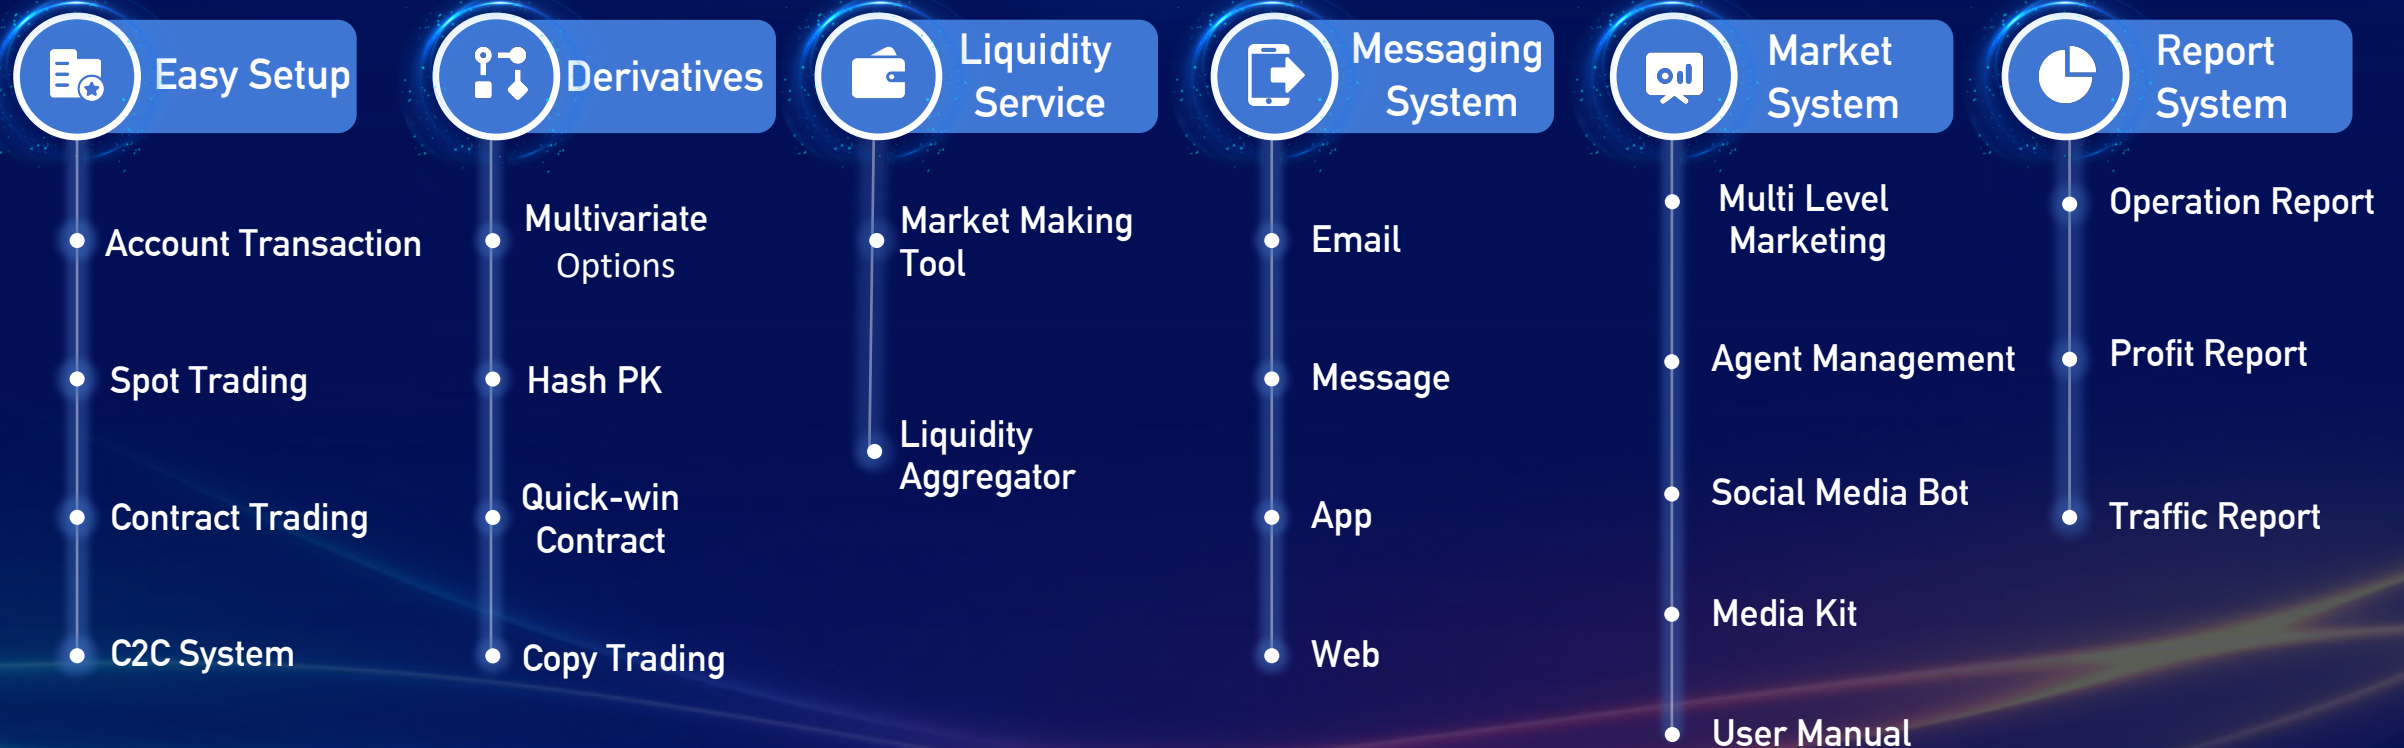 Easy Setup
Account Transaction
Spot Trading
Contract Trading
C2C System
Derivatives
Multivariate
Options
Hash PK
Quick-win
Contract
Copy Trading
Liquidity
Service
Market Making
Tool
Liquidity
Aggregator
Messaging
System
Email
Message
App
Web
Market
System
Multi Level
Marketing
Agent Management
Social Media Bot
Media Kit
User Manual
Report
System
Operation Report
Profit Report
Traffic Report